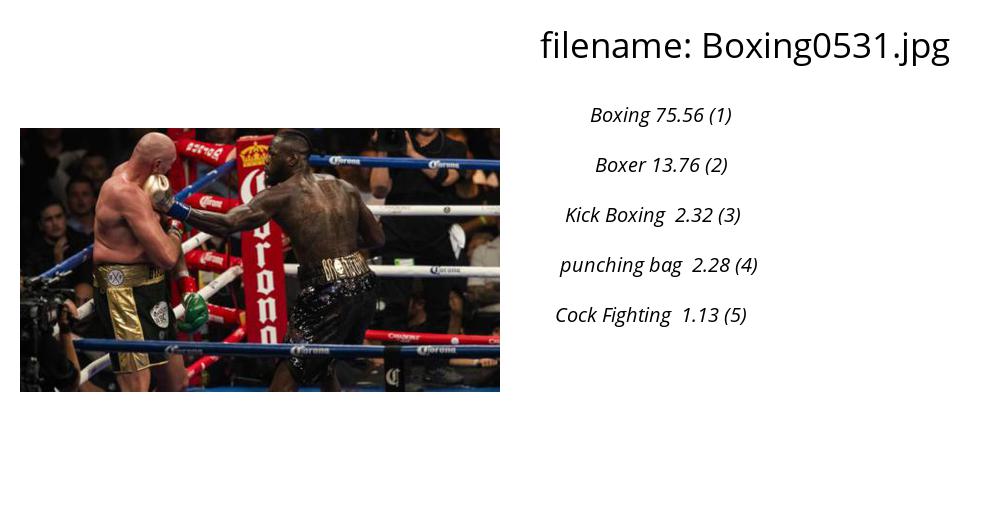 filename: Boxing0531.jpg
Boxing 75.56 (1)
Boxer 13.76 (2)
Kick Boxing 2.32 (3)
punching bag 2.28 (4)
Cock Fighting 1.13 (5)
Corona
Corona
Corona
Corona
Corona
Corona
Corona
Corona